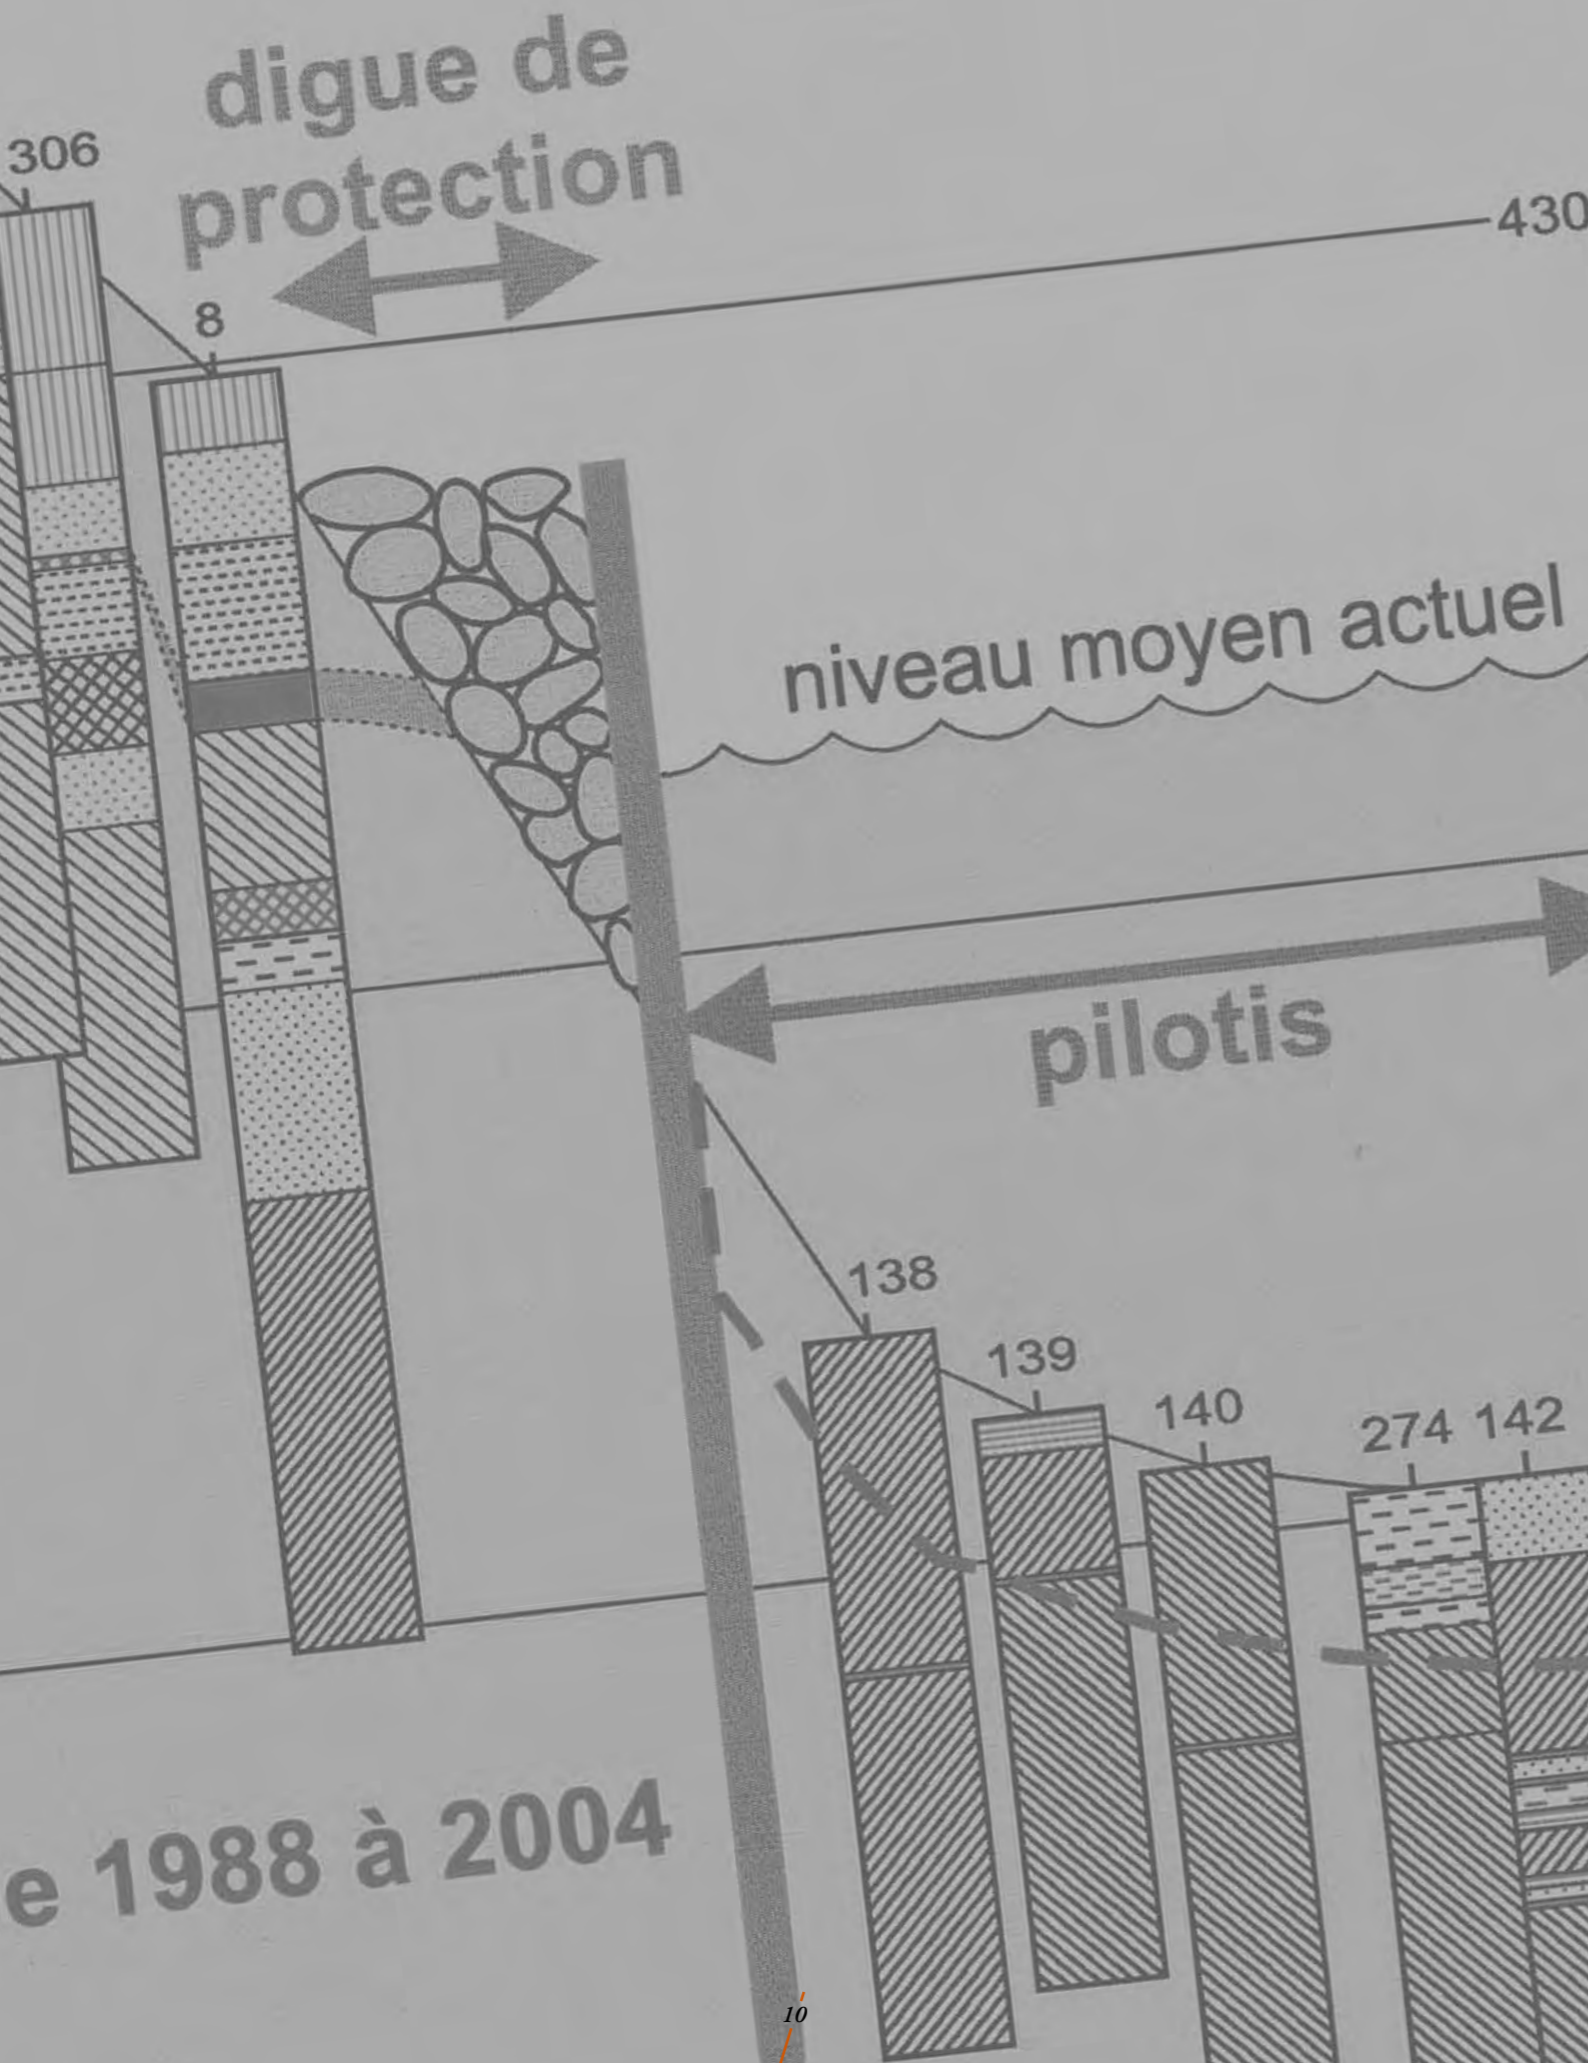 digue de
protection
306
430
8
niveau moyen actuel
pilotis
138
139
140
274
142
e 1988 à 2004
10